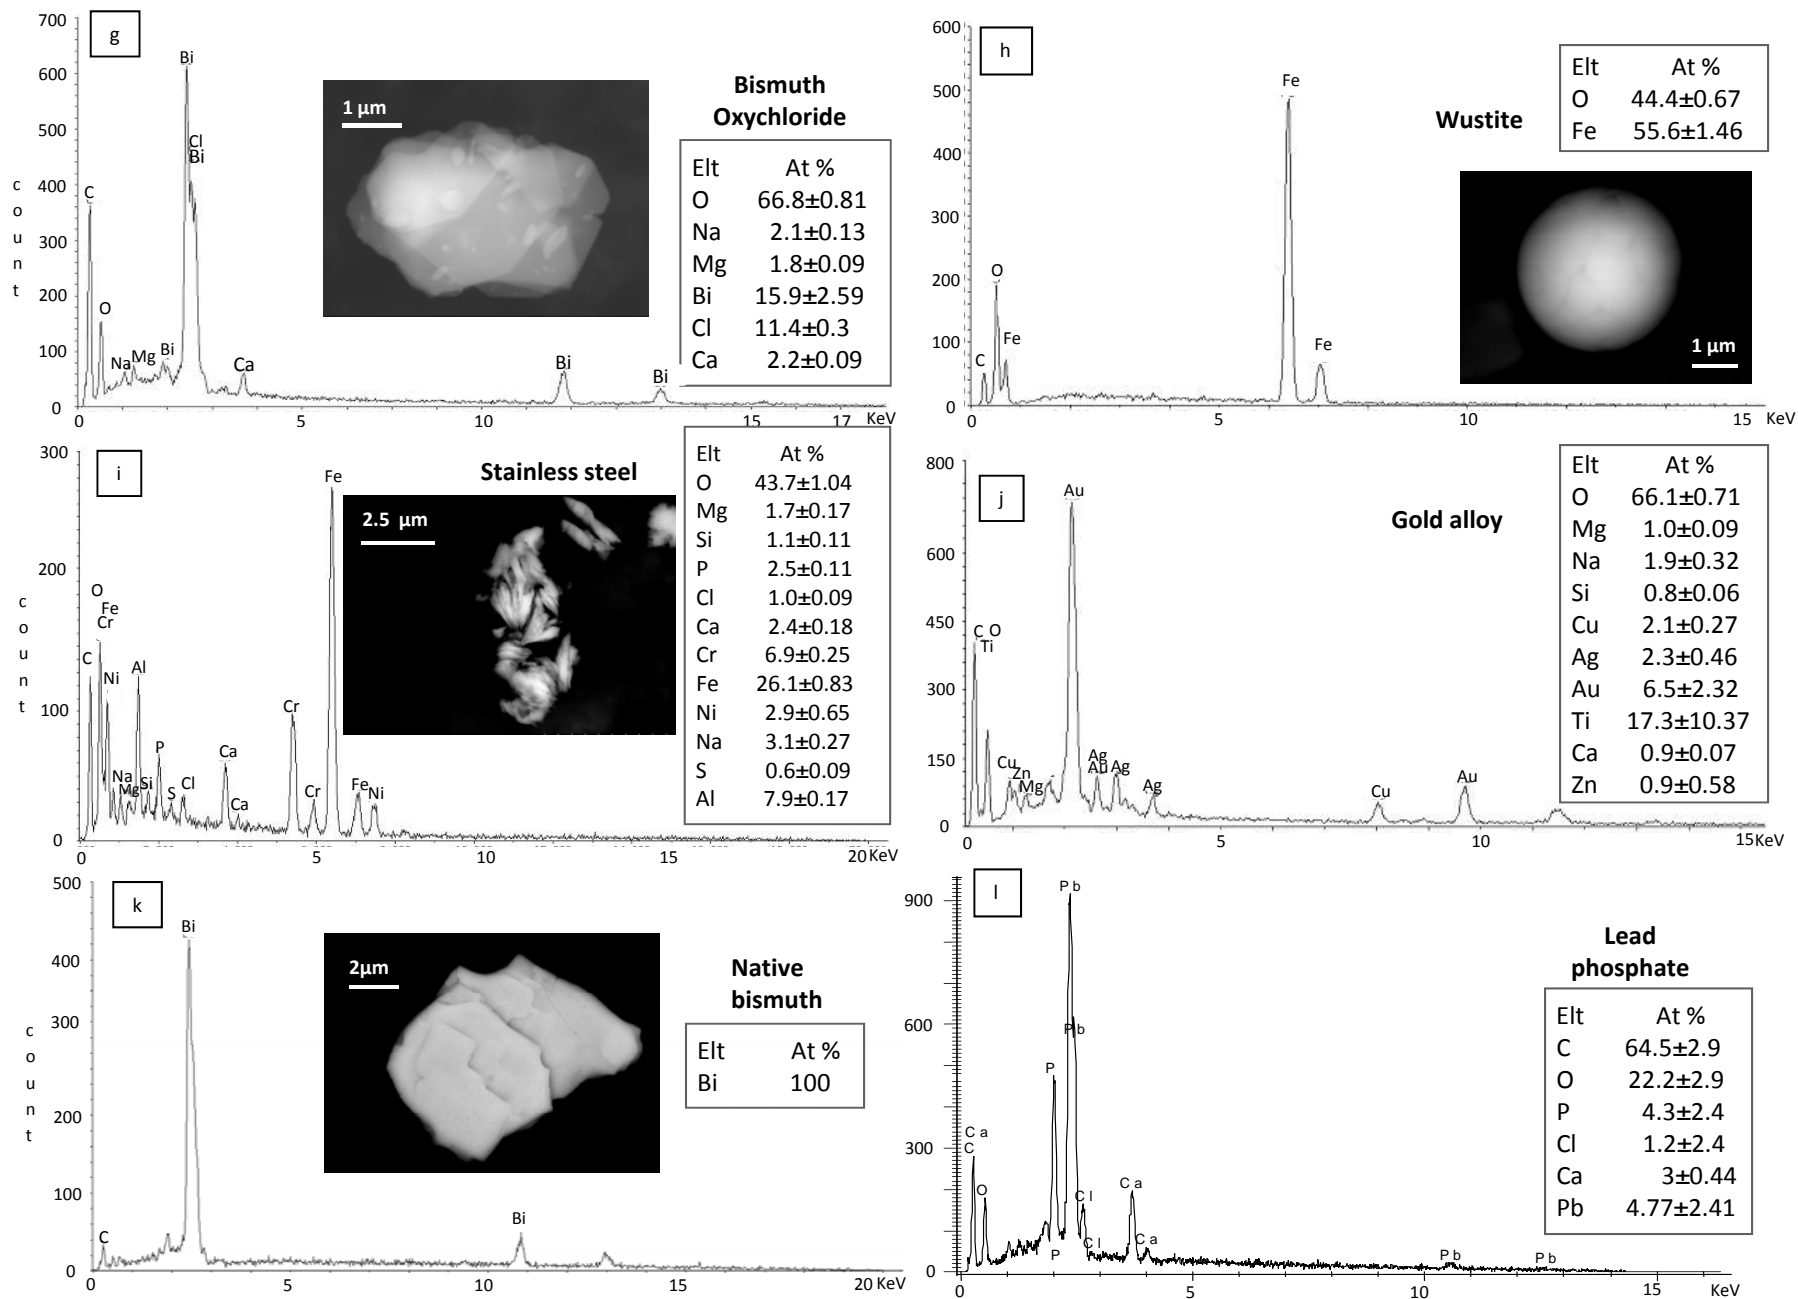 g
700
600
500
400
300
200
100
0
c
o
u
n
t
C
O
Na
Mg
Bi
Bi
Cl
Bi
Ca
Bi
Bi
0
5
10
15
17
KeV
1 µm
Bismuth
Oxychloride
Elt At %
O 66.8±0.81
Na 2.1±0.13
Mg 1.8±0.09
Bi 15.9±2.59
Cl 11.4±0.3
Ca 2.2±0.09
h
600
500
400
300
200
100
0
C
O
Fe
Fe
Fe
0
5
10
15
KeV
Wustite
1 µm
Elt At %
O 44.4±0.67
Fe 55.6±1.46
i
300
200
100
0
c
o
u
n
t
C
O
Fe
Cr
Ni
Na
Mg
Al
Si
P
S
Cl
Ca
Ca
Cr
Cr
Fe
Fe
Ni
0
5
10
15
20
KeV
Stainless steel
2.5 µm
Elt At %
O 43.7±1.04
Mg 1.7±0.17
Si 1.1±0.11
P 2.5±0.11
Cl 1.0±0.09
Ca 2.4±0.18
Cr 6.9±0.25
Fe 26.1±0.83
Ni 2.9±0.65
Na 3.1±0.27
S 0.6±0.09
Al 7.9±0.17
j
800
600
450
300
150
0
C
O
Ti
Cu
Zn
Mg
Au
Ag
Au
Ag
Ag
Cu
Au
5
10
15
KeV
Gold alloy
Elt At %
O 66.1±0.71
Mg 1.0±0.09
Na 1.9±0.32
Si 0.8±0.06
Cu 2.1±0.27
Ag 2.3±0.46
Au 6.5±2.32
Ti 17.3±10.37
Ca 0.9±0.07
Zn 0.9±0.58
k
500
400
300
200
100
0
c
o
u
n
t
C
Bi
Bi
0
5
10
15
20
KeV
2µm
Native
bismuth
Elt At %
Bi 100
l
900
600
300
0
C a
C
O
P
P
P b
P b
C l
C l
C a
C a
P b
P b
0
5
10
15
KeV
Lead
phosphate
Elt At %
C 64.5±2.9
O 22.2±2.9
P 4.3±2.4
Cl 1.2±2.4
Ca 3±0.44
Pb 4.77±2.41